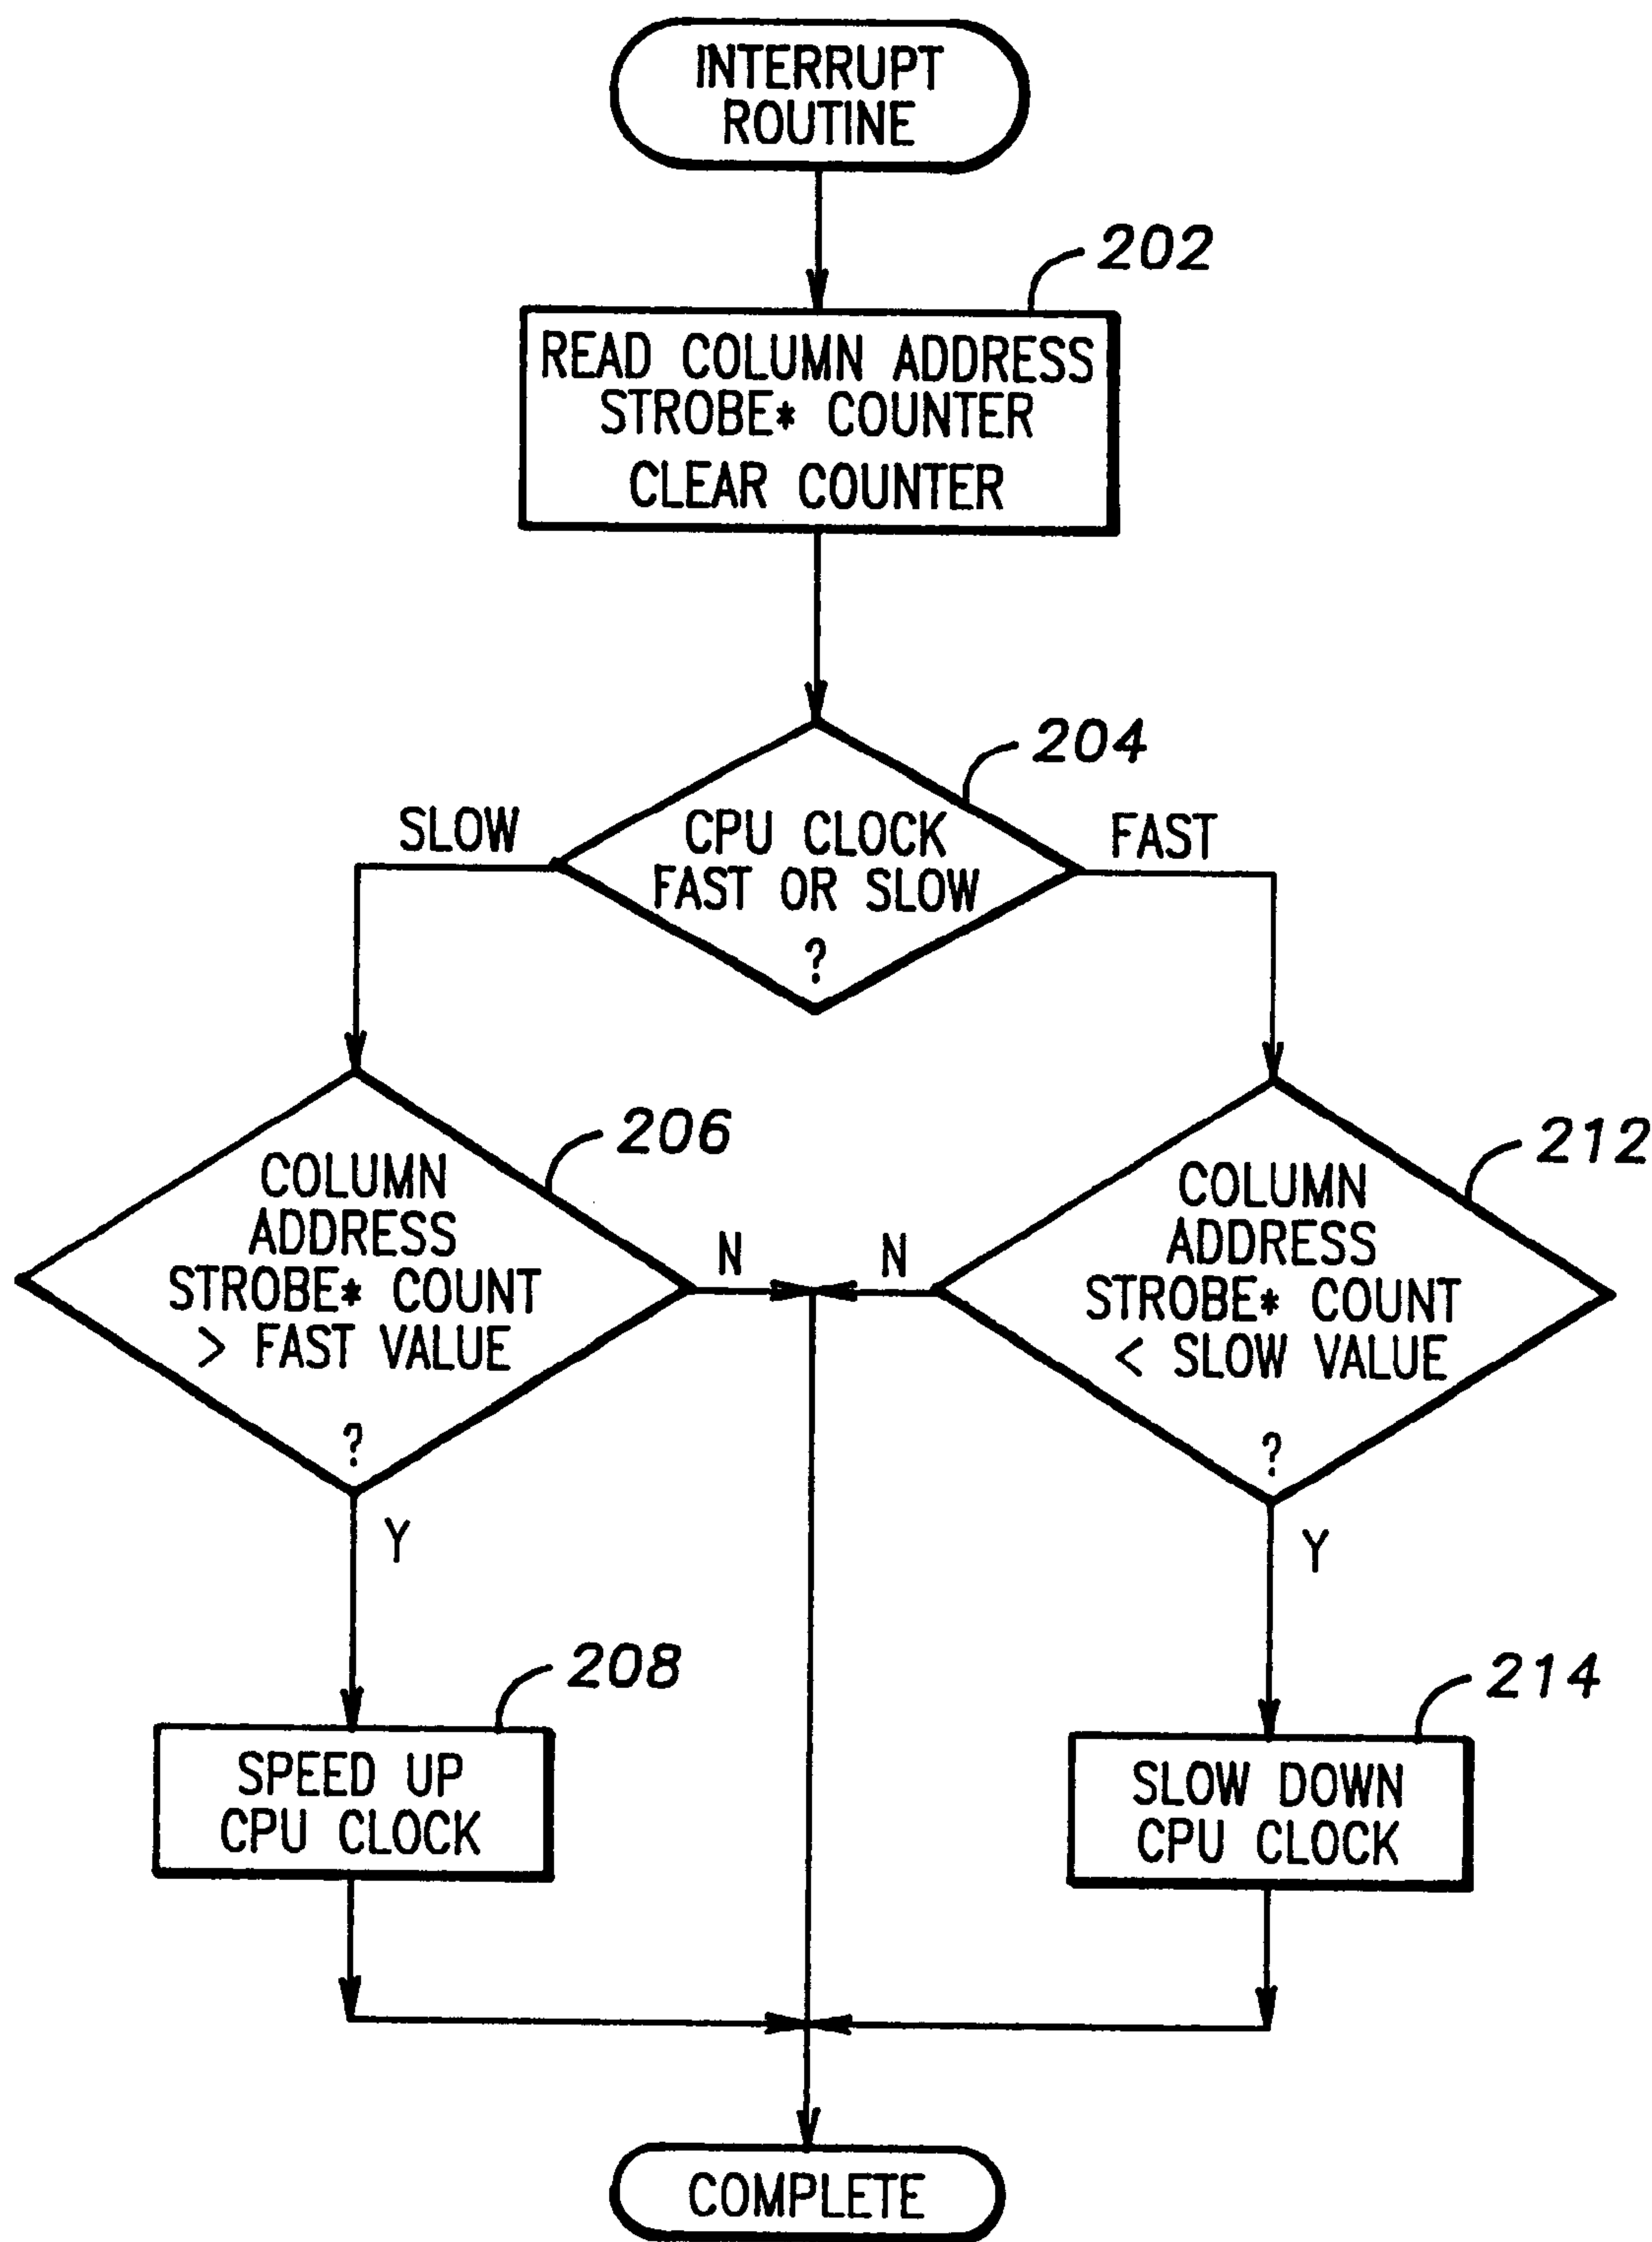 INTERRUPT
ROUTINE
202
READ COLUMN ADDRESS
STROBE* COUNTER
CLEAR COUNTER
204
SLOW
CPU CLOCK
FAST OR SLOW
?
FAST
206
COLUMN
ADDRESS
STROBE* COUNT
> FAST VALUE
?
N
N
212
COLUMN
ADDRESS
STROBE* COUNT
< SLOW VALUE
?
Y
Y
208
SPEED UP
CPU CLOCK
214
SLOW DOWN
CPU CLOCK
COMPLETE